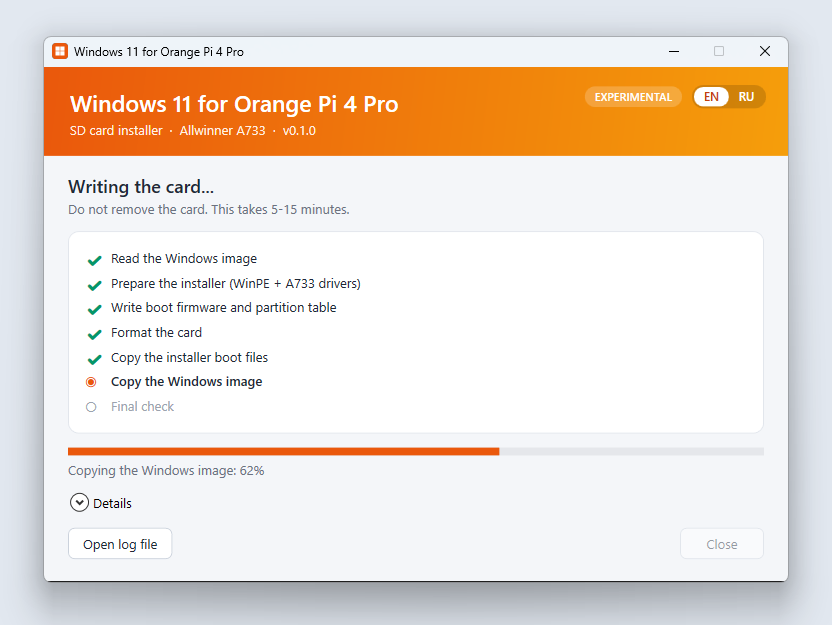 Windows 11 for Orange Pi 4 Pro
Windows 11 for Orange Pi 4 Pro
EXPERIMENTAL
EN
RU
SD card installer · Allwinner A733 · v0.1.0
Writing the card...
Do not remove the card. This takes 5-15 minutes.
Read the Windows image
Prepare the installer (WinPE + A733 drivers)
Write boot firmware and partition table
Format the card
Copy the installer boot files
Copy the Windows image
Final check
Copying the Windows image: 62%
Details
Open log file
Close